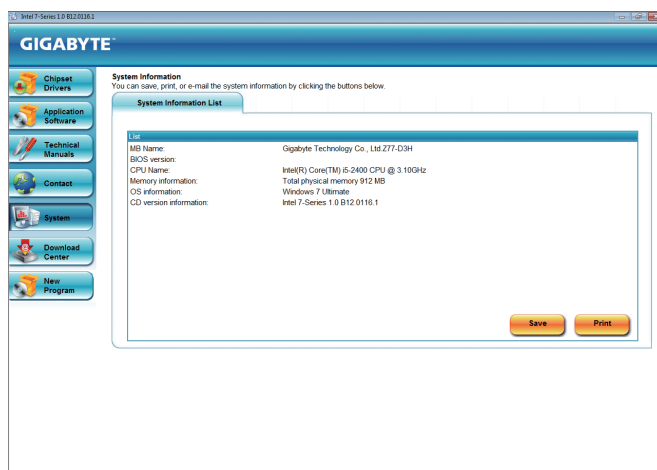 Intel 7-Series 1.0 B12.0116.1
GIGABYTE™
Chipset
Drivers
Application
Software
Technical
Manuals
Contact
System
Download
Center
New
Program
System Information
You can save, print, or e-mail the system information by clicking the buttons below.
System Information List
List
MB Name: Gigabyte Technology Co., Ltd.Z77-D3H
BIOS version:
CPU Name: Intel(R) Core(TM) i5-2400 CPU @ 3.10GHz
Memory information: Total physical memory 912 MB
OS information: Windows 7 Ultimate
CD version information: Intel 7-Series 1.0 B12.0116.1
Save Print